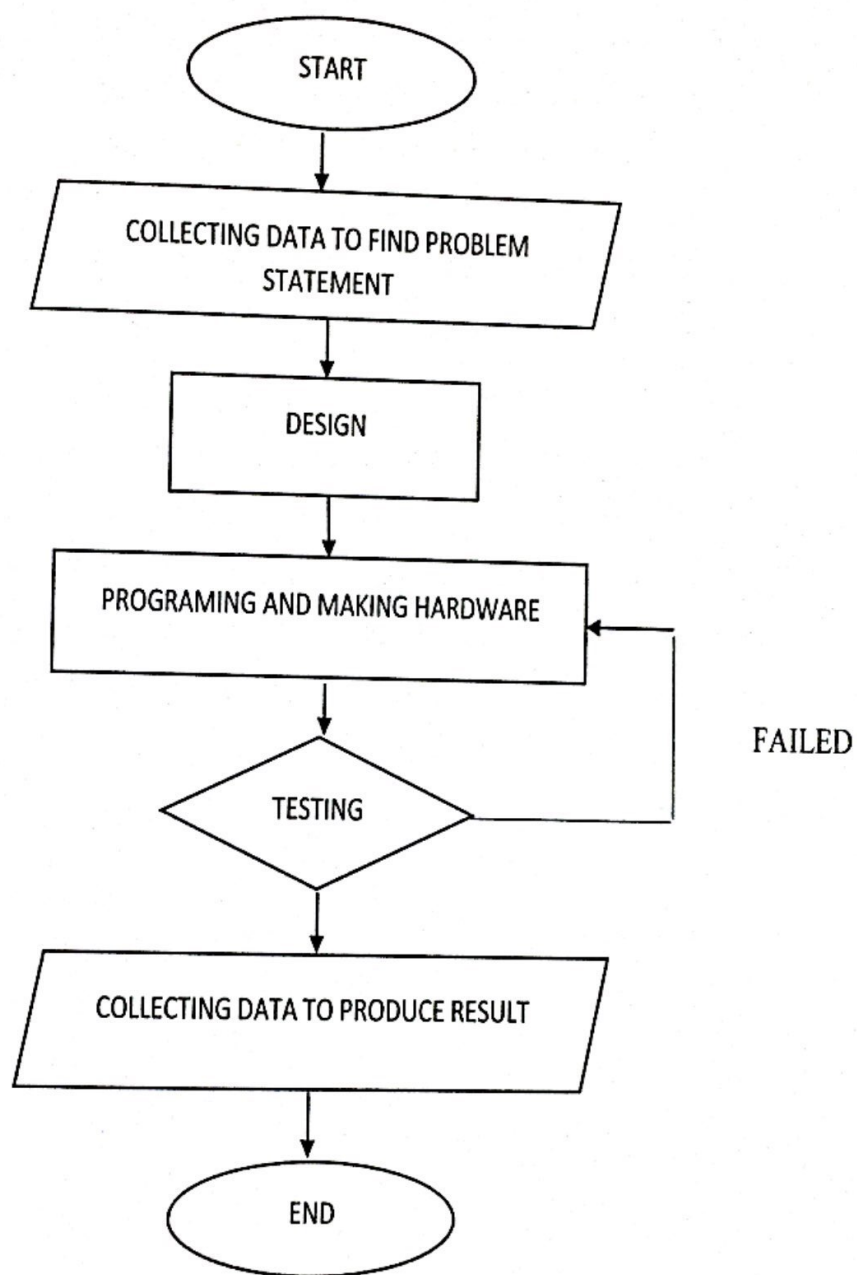 START
COLLECTING DATA TO FIND PROBLEM
STATEMENT
DESIGN
PROGRAMING AND MAKING HARDWARE
FAILED
TESTING
COLLECTING DATA TO PRODUCE RESULT
END